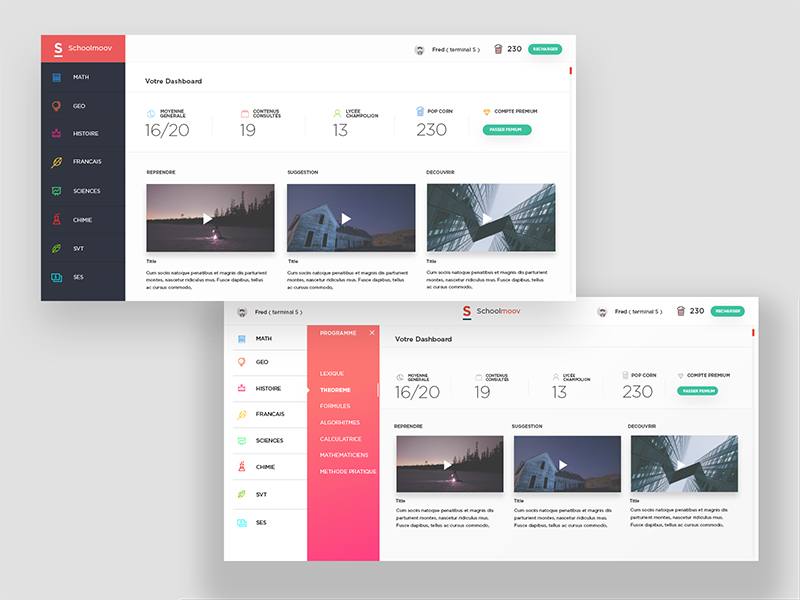 S Schoolmoov
Fred ( terminal S )
230
RECHARGER
MATH
GEO
HISTOIRE
FRANCAIS
SCIENCES
CHIMIE
SVT
SES
Votre Dashboard
MOYENNE
GÉNÉRALE
16/20
CONTENUS
CONSULTÉS
19
LYCÉE
CHAMPOLION
13
POP CORN
230
COMPTE PREMIUM
PASSER PEMIUM
REPRENDRE
SUGGESTION
DECOUVRIR
Title
Cum sociis natoque penatibus et magnis dis parturient
montes, nascetur ridiculus mus. Fusce dapibus, tellus
ac cursus commodo,
Title
Cum sociis natoque penatibus et magnis dis parturient
montes, nascetur ridiculus mus. Fusce dapibus, tellus
ac cursus commodo,
Title
Cum sociis natoque penatibus et magnis dis parturient
montes, nascetur ridiculus mus. Fusce dapibus, tellus
ac cursus commodo,
Fred ( terminal S )
S Schoolmoov
Fred ( terminal S )
230
RECHARGER
MATH
GEO
HISTOIRE
FRANCAIS
SCIENCES
CHIMIE
SVT
SES
PROGRAMME
LEXIQUE
THEOREME
FORMULES
ALGORHITMES
CALCULATRICE
MATHEMATICIENS
METHODE PRATIQUE
Votre Dashboard
MOYENNE
GÉNÉRALE
16/20
CONTENUS
CONSULTÉS
19
LYCÉE
CHAMPOLION
13
POP CORN
230
COMPTE PREMIUM
PASSER PEMIUM
REPRENDRE
SUGGESTION
DECOUVRIR
Title
Cum sociis natoque penatibus et magnis dis
parturient montes, nascetur ridiculus mus.
Fusce dapibus, tellus ac cursus commodo,
Title
Cum sociis natoque penatibus et magnis dis
parturient montes, nascetur ridiculus mus.
Fusce dapibus, tellus ac cursus commodo,
Title
Cum sociis natoque penatibus et magnis dis
parturient montes, nascetur ridiculus mus.
Fusce dapibus, tellus ac cursus commodo,